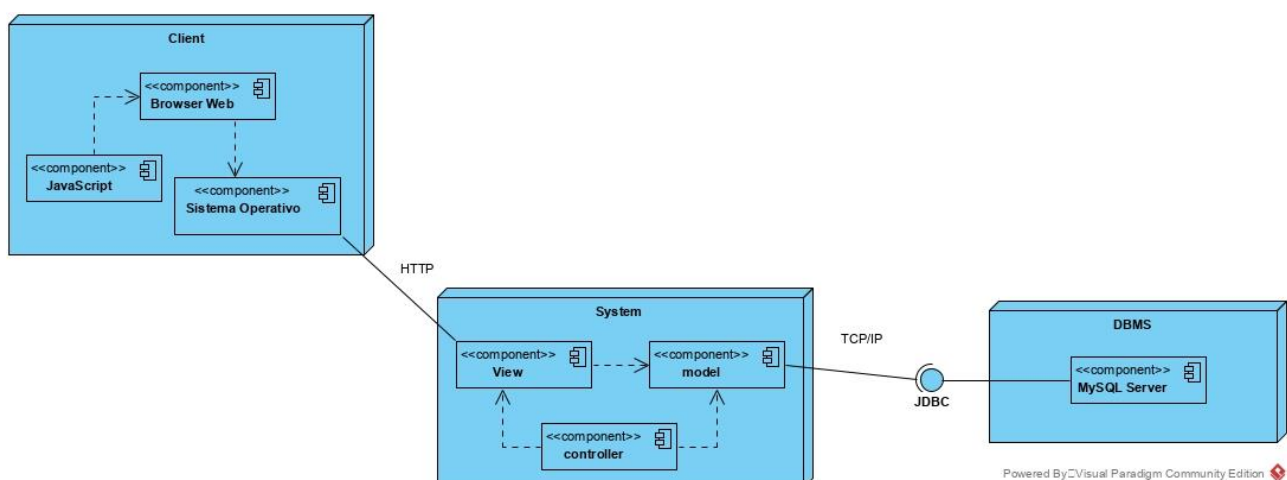 Client
<<component>>
Browser Web
<<component>>
JavaScript
<<component>>
Sistema Operativo
HTTP
System
<<component>>
View
<<component>>
model
<<component>>
controller
TCP/IP
JDBC
DBMS
<<component>>
MySQL Server
Powered By Visual Paradigm Community Edition